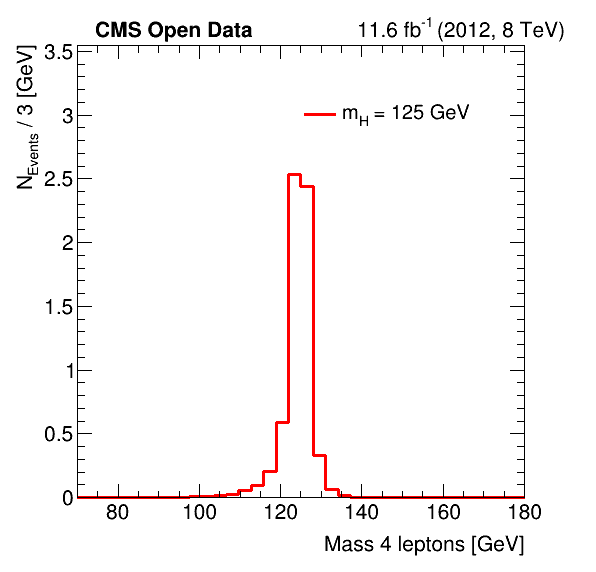 CMS Open Data 11.6 fb⁻¹ (2012, 8 TeV)
N_Events / 3 [GeV]
m_H = 125 GeV
3.5
3
2.5
2
1.5
1
0.5
0
80 100 120 140 160 180
Mass 4 leptons [GeV]